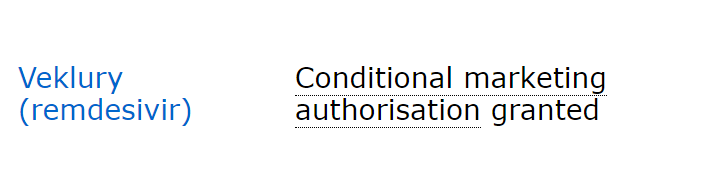 Veklury
(remdesivir)
Conditional marketing
authorisation granted